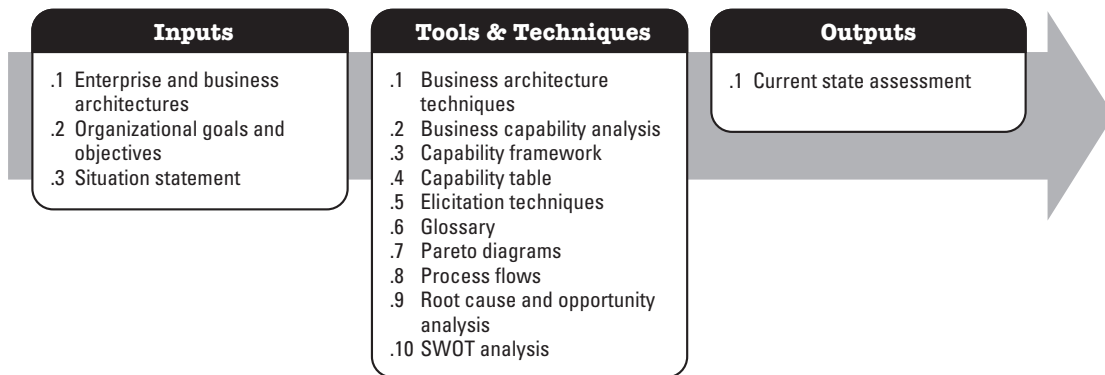 Inputs
.1 Enterprise and business
architectures
.2 Organizational goals and
objectives
.3 Situation statement
Tools & Techniques
.1 Business architecture
techniques
.2 Business capability analysis
.3 Capability framework
.4 Capability table
.5 Elicitation techniques
.6 Glossary
.7 Pareto diagrams
.8 Process flows
.9 Root cause and opportunity
analysis
.10 SWOT analysis
Outputs
.1 Current state assessment